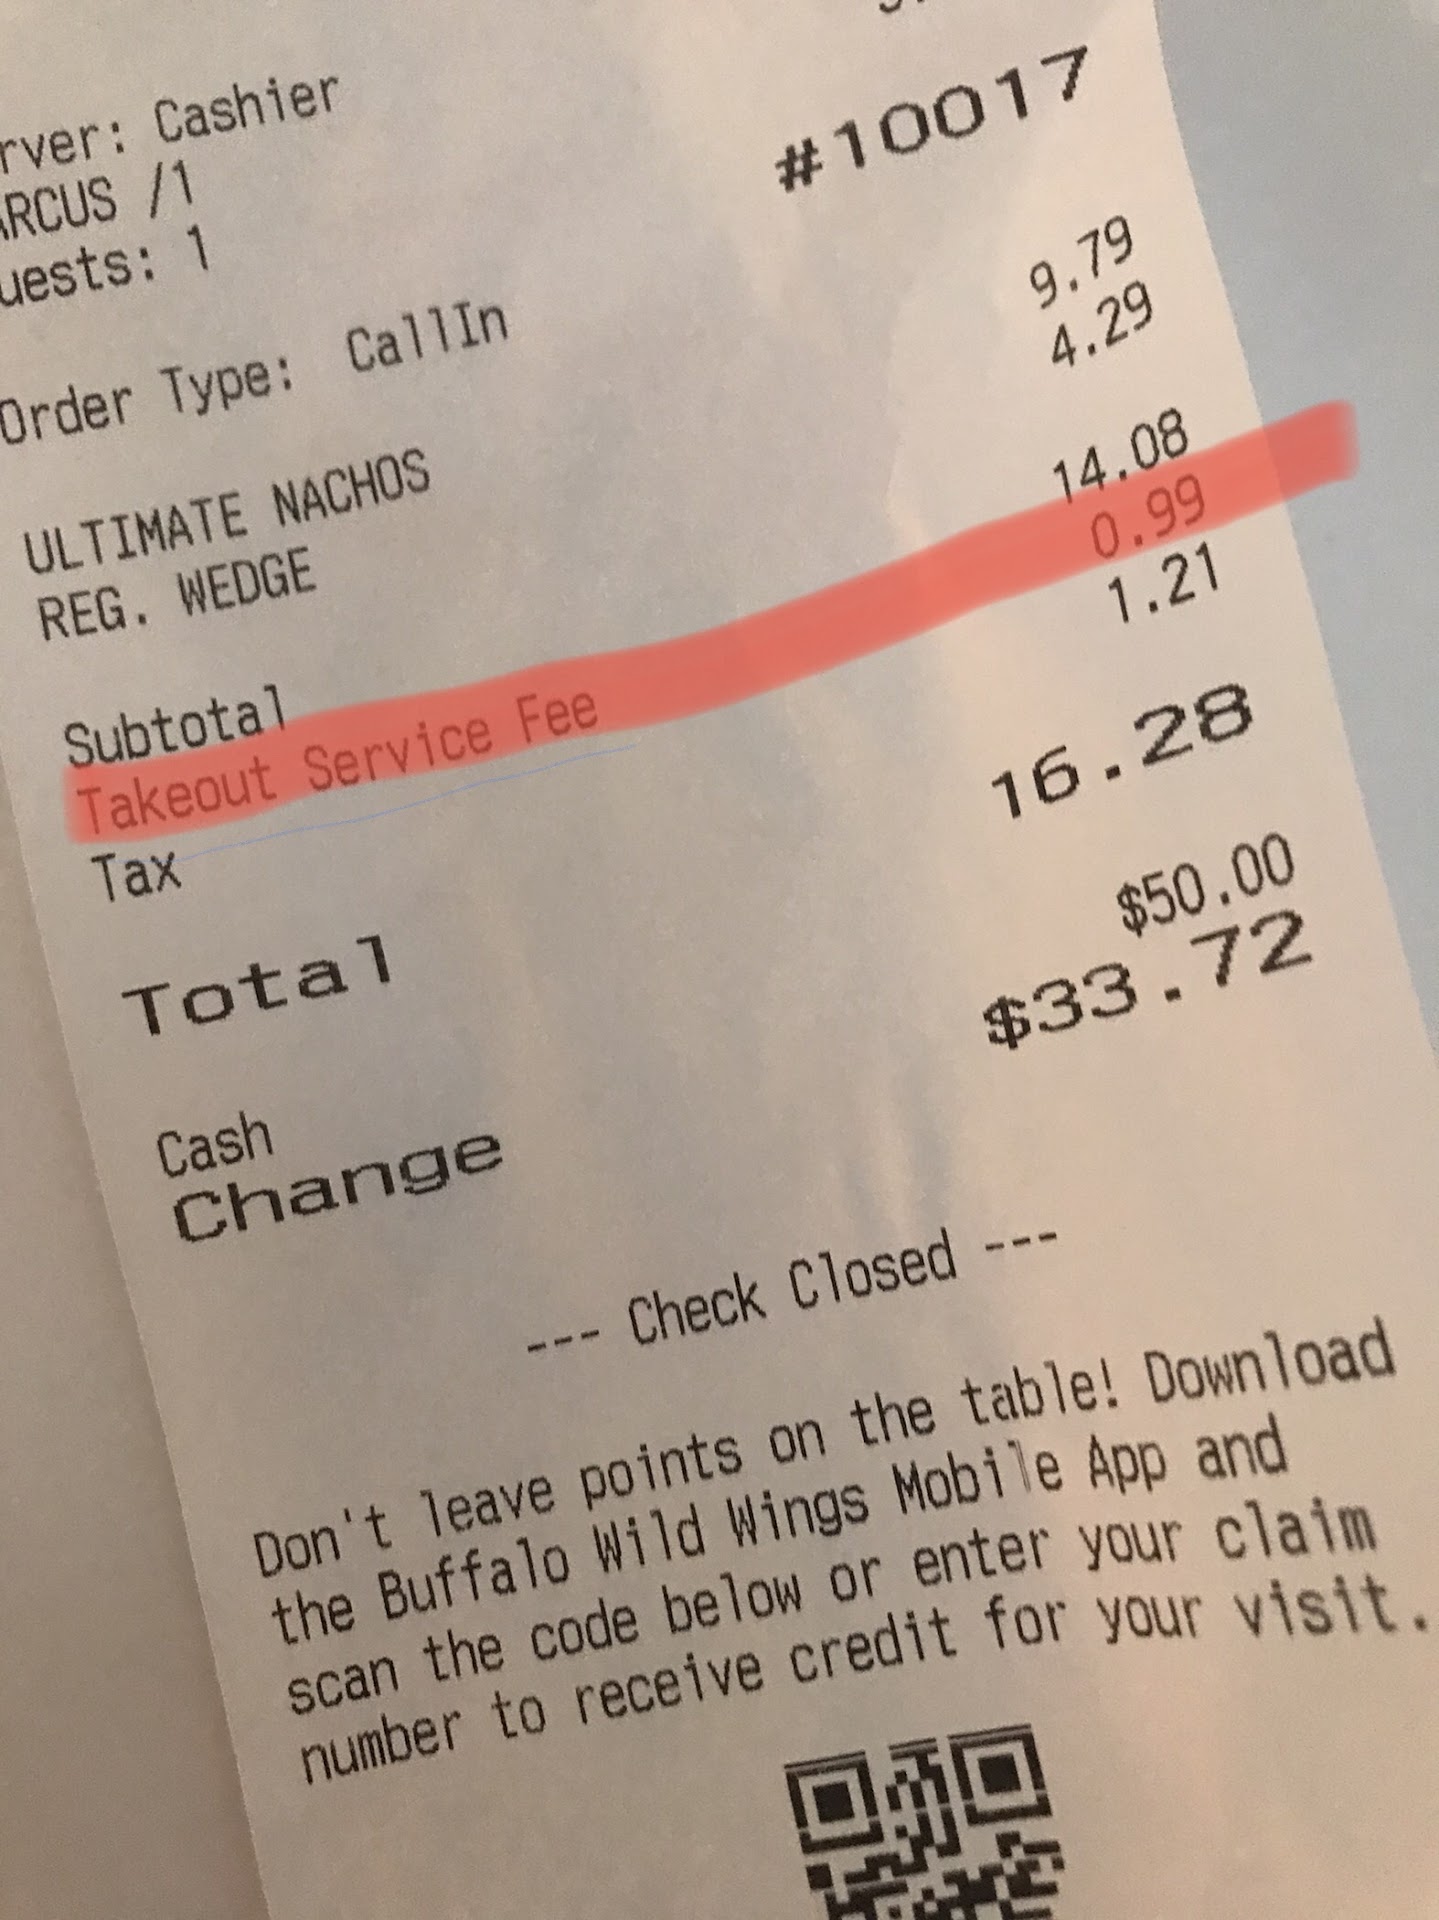 #10017
rver: Cashier
ARCUS /1
uests: 1
Order Type: CallIn
ULTIMATE NACHOS 9.79
REG. WEDGE 4.29
Subtotal 14.08
Takeout Service Fee 0.99
Tax 1.21
Total 16.28
Cash $50.00
Change $33.72
--- Check Closed ---
Don't leave points on the table! Download
the Buffalo Wild Wings Mobile App and
scan the code below or enter your claim
number to receive credit for your visit.